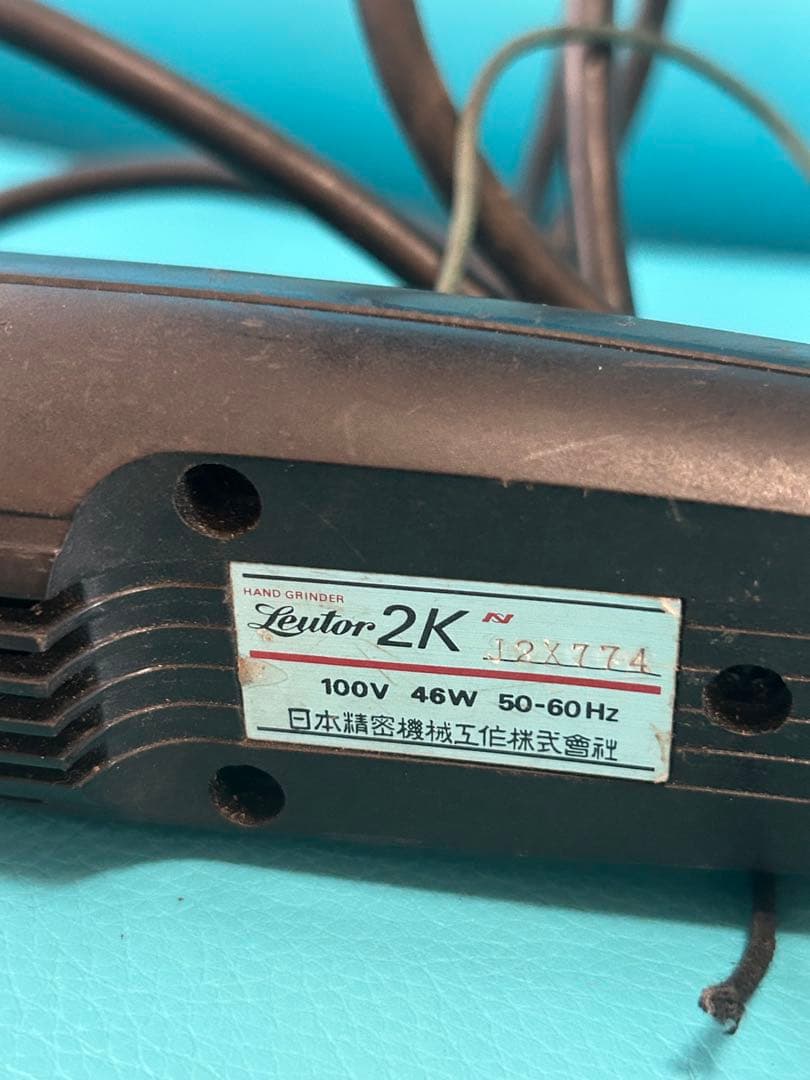 HAND GRINDER
Leutor 2K N J2X774
100V 46W 50-60Hz
日本精密機械工作株式會社